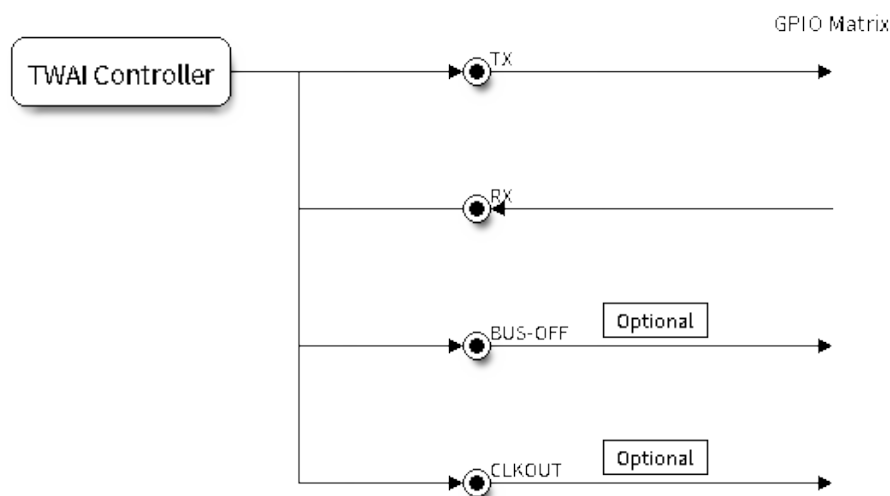 GPIO Matrix
TWAI Controller
TX
RX
BUS-OFF
Optional
CLKOUT
Optional